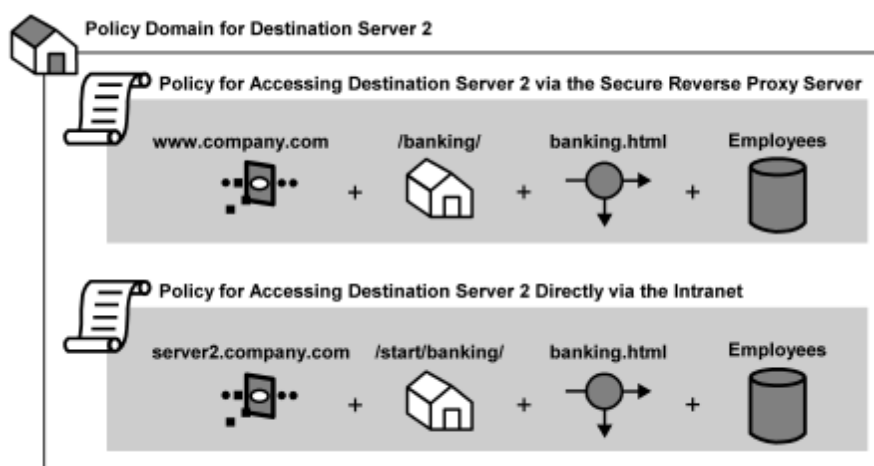 Policy Domain for Destination Server 2
Policy for Accessing Destination Server 2 via the Secure Reverse Proxy Server
www.company.com /banking/ banking.html Employees
+ + +
Policy for Accessing Destination Server 2 Directly via the Intranet
server2.company.com /start/banking/ banking.html Employees
+ + +